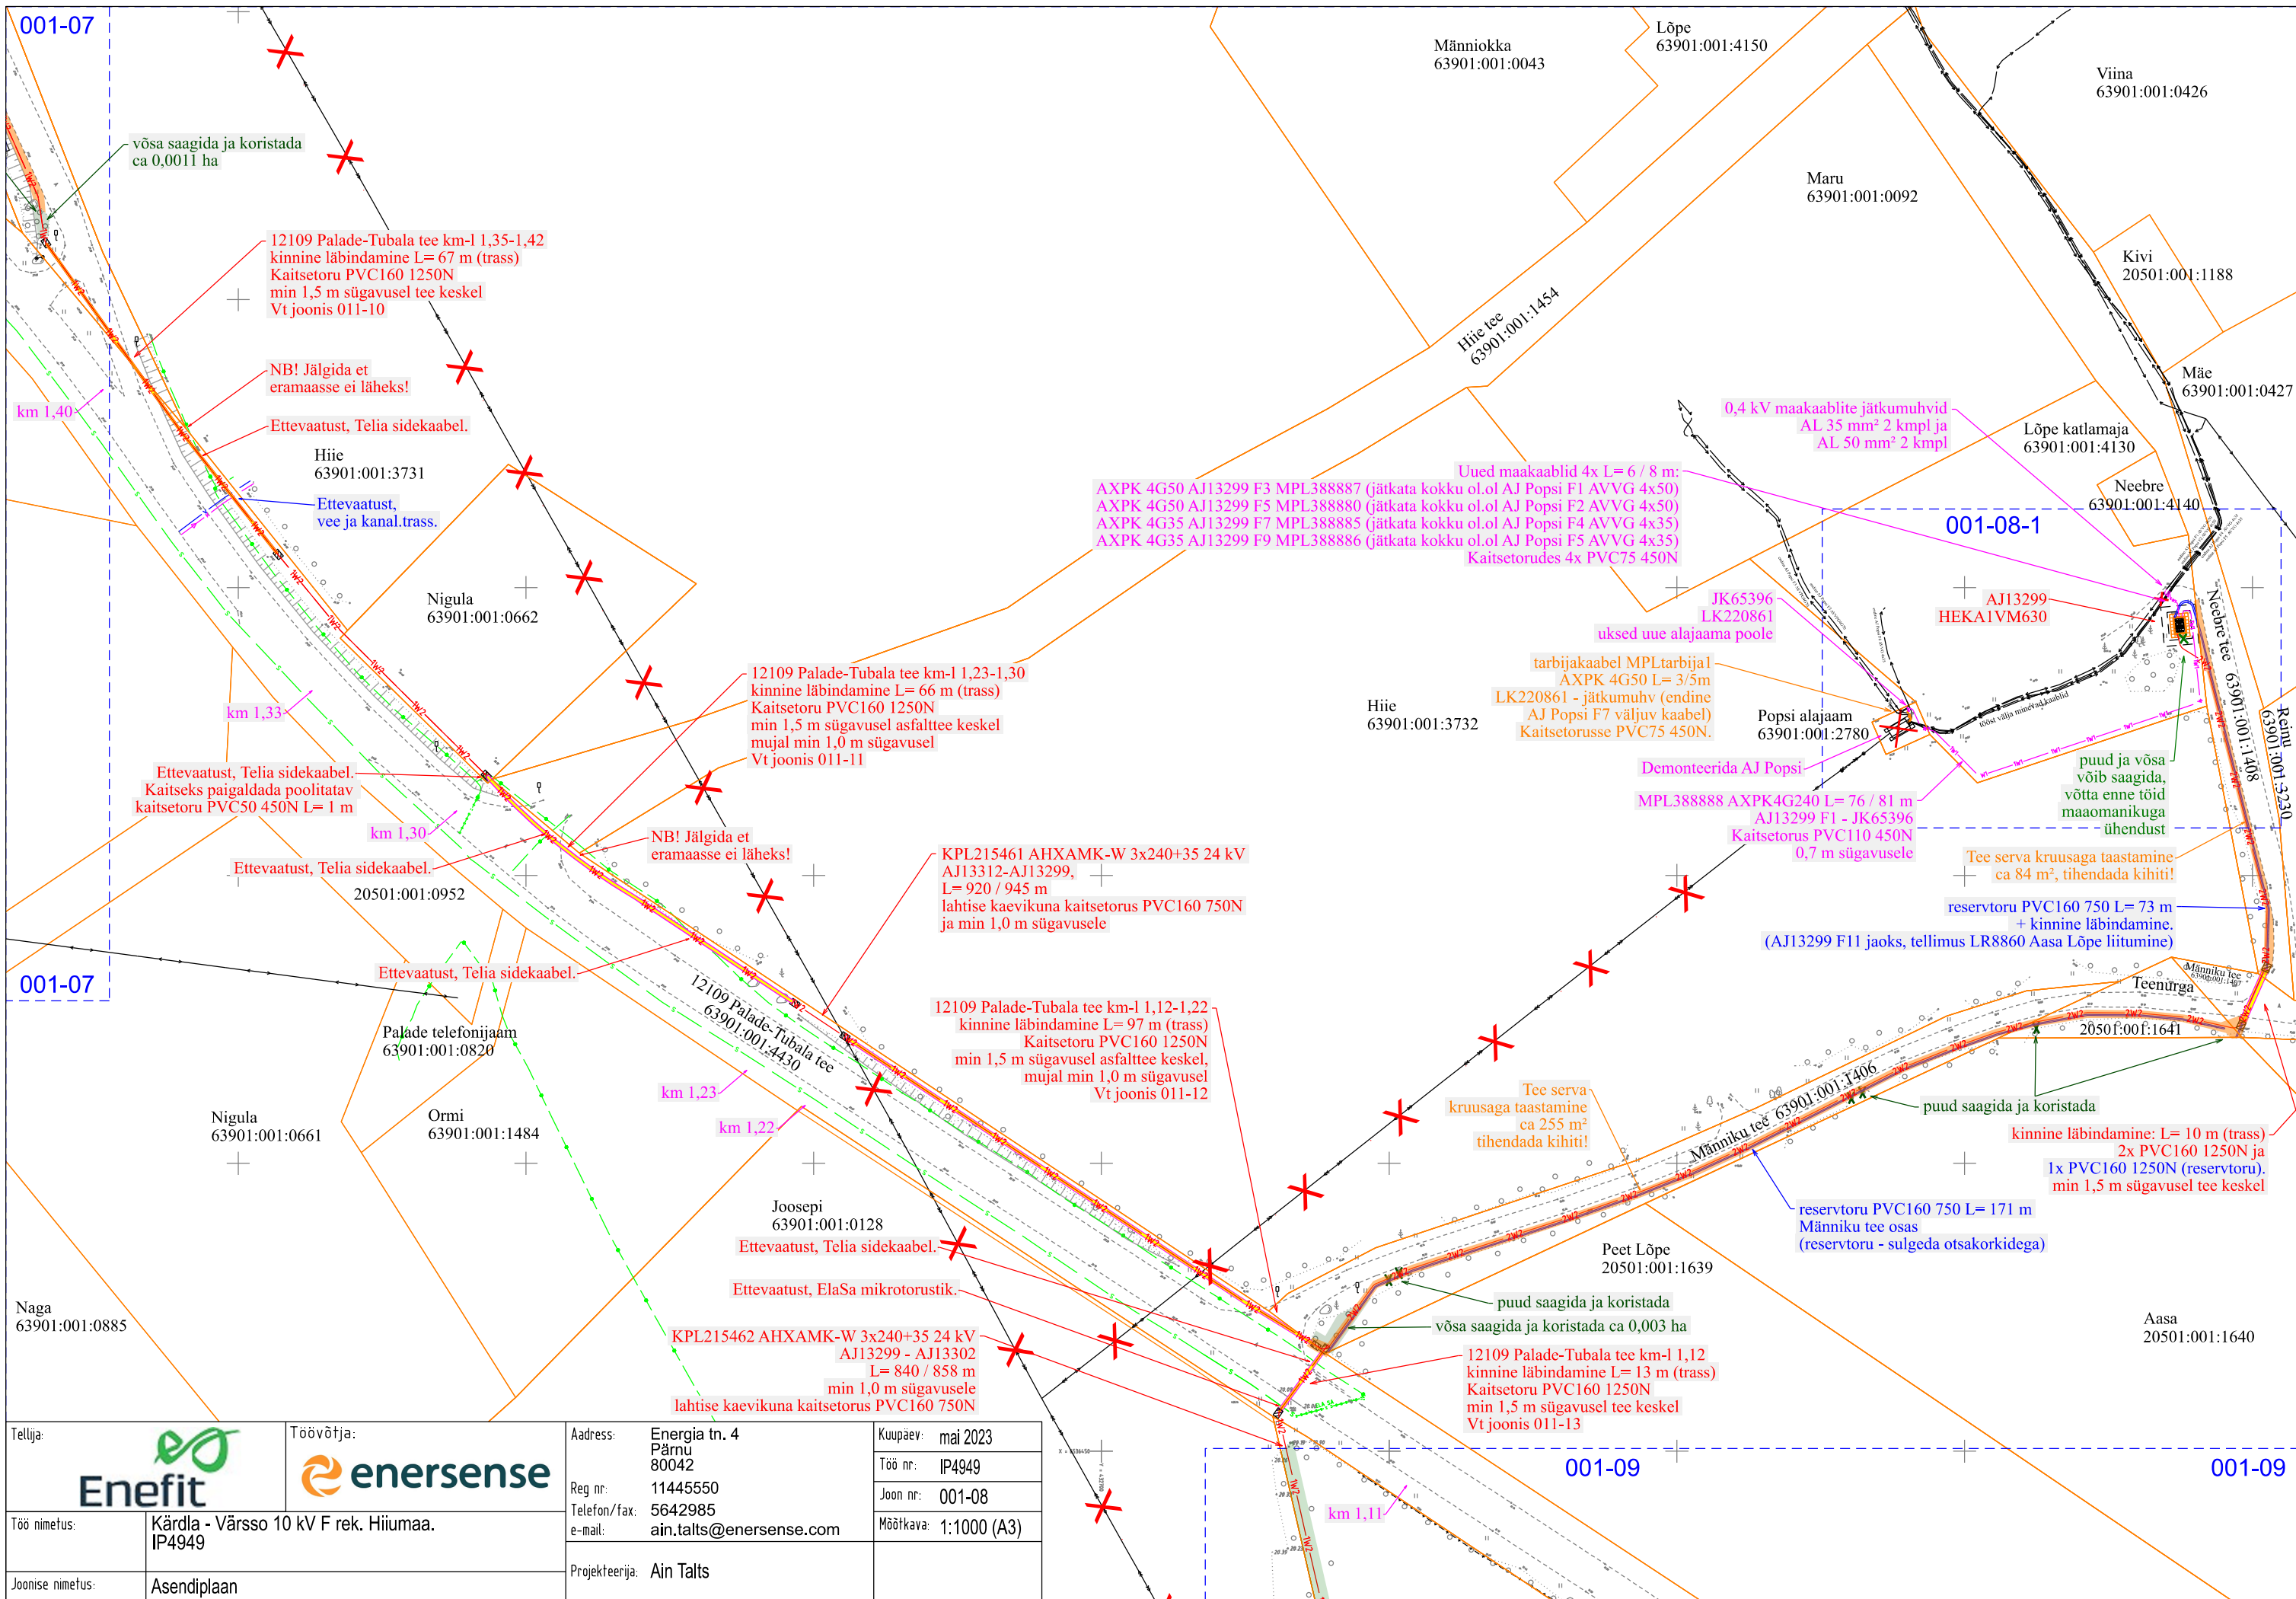 001-07
võsa saagida ja koristada
ca 0,0011 ha
12109 Palade-Tubala tee km-l 1,35-1,42
kinnine läbindamine L= 67 m (trass)
Kaitsetoru PVC160 1250N
min 1,5 m sügavusel tee keskel
Vt joonis 011-10
NB! Jälgida et
eramaasse ei läheks!
km 1,40
Ettevaatust, Telia sidekaabel.
Hiie
63901:001:3731
Ettevaatust,
vee ja kanal.trass.
Nigula
63901:001:0662
Männiokka
63901:001:0043
Lõpe
63901:001:4150
Viina
63901:001:0426
Maru
63901:001:0092
Kivi
20501:001:1188
Mäe
63901:001:0427
Hiie tee
63901:001:1454
0,4 kV maakaablite jätkumuhvid
AL 35 mm² 2 kmpl ja
AL 50 mm² 2 kmpl
Lõpe katlamaja
63901:001:4130
Neebre
63901:001:4140
Uued maakaablid 4x L= 6 / 8 m:
AXPK 4G50 AJ13299 F3 MPL388887 (jätkata kokku ol.ol AJ Popsi F1 AVVG 4x50)
AXPK 4G50 AJ13299 F5 MPL388880 (jätkata kokku ol.ol AJ Popsi F2 AVVG 4x50)
AXPK 4G35 AJ13299 F7 MPL388885 (jätkata kokku ol.ol AJ Popsi F4 AVVG 4x35)
AXPK 4G35 AJ13299 F9 MPL388886 (jätkata kokku ol.ol AJ Popsi F5 AVVG 4x35)
Kaitsetorudes 4x PVC75 450N
001-08-1
JK65396
LK220861
uksed uue alajaama poole
AJ13299
HEKA1VM630
tarbijakaabel MPLtarbija1
AXPK 4G50 L= 3/5m
LK220861 - jätkumuhv (endine
AJ Popsi F7 väljuv kaabel)
Kaitsetorusse PVC75 450N.
Hiie
63901:001:3732
Popsi alajaam
63901:001:2780
tööst välja minevad kaablid
Demonteerida AJ Popsi
MPL388888 AXPK4G240 L= 76 / 81 m
AJ13299 F1 - JK65396
Kaitsetorus PVC110 450N
0,7 m sügavusele
Neebre tee 63901:001:1408
Reinu
63901:001:3230
puud ja võsa
võib saagida,
võtta enne töid
maaomanikuga
ühendust
Tee serva kruusaga taastamine
ca 84 m², tihendada kihiti!
reservtoru PVC160 750 L= 73 m
+ kinnine läbindamine.
(AJ13299 F11 jaoks, tellimus LR8860 Aasa Lõpe liitumine)
12109 Palade-Tubala tee km-l 1,23-1,30
kinnine läbindamine L= 66 m (trass)
Kaitsetoru PVC160 1250N
min 1,5 m sügavusel asfalttee keskel
mujal min 1,0 m sügavusel
Vt joonis 011-11
km 1,33
Ettevaatust, Telia sidekaabel.
Kaitseks paigaldada poolitatav
kaitsetoru PVC50 450N L= 1 m
km 1,30
NB! Jälgida et
eramaasse ei läheks!
Ettevaatust, Telia sidekaabel.
20501:001:0952
KPL215461 AHXAMK-W 3x240+35 24 kV
AJ13312-AJ13299,
L= 920 / 945 m
lahtise kaevikuna kaitsetorus PVC160 750N
ja min 1,0 m sügavusele
001-07
Ettevaatust, Telia sidekaabel.
12109 Palade-Tubala tee
63901:001:4430
Palade telefonijaam
63901:001:0820
12109 Palade-Tubala tee km-l 1,12-1,22
kinnine läbindamine L= 97 m (trass)
Kaitsetoru PVC160 1250N
min 1,5 m sügavusel asfalttee keskel,
mujal min 1,0 m sügavusel
Vt joonis 011-12
Männiku tee
63901:001:1407
Teenurga
20501:001:1641
km 1,23
km 1,22
Nigula
63901:001:0661
Ormi
63901:001:1484
Tee serva
kruusaga taastamine
ca 255 m²
tihendada kihiti!
Männiku tee 63901:001:1406
puud saagida ja koristada
kinnine läbindamine: L= 10 m (trass)
2x PVC160 1250N ja
1x PVC160 1250N (reservtoru).
min 1,5 m sügavusel tee keskel
Joosepi
63901:001:0128
Ettevaatust, Telia sidekaabel.
reservtoru PVC160 750 L= 171 m
Männiku tee osas
(reservtoru - sulgeda otsakorkidega)
Peet Lõpe
20501:001:1639
Ettevaatust, ElaSa mikrotorustik.
Naga
63901:001:0885
puud saagida ja koristada
võsa saagida ja koristada ca 0,003 ha
Aasa
20501:001:1640
KPL215462 AHXAMK-W 3x240+35 24 kV
AJ13299 - AJ13302
L= 840 / 858 m
min 1,0 m sügavusele
lahtise kaevikuna kaitsetorus PVC160 750N
12109 Palade-Tubala tee km-l 1,12
kinnine läbindamine L= 13 m (trass)
Kaitsetoru PVC160 1250N
min 1,5 m sügavusel tee keskel
Vt joonis 011-13
001-09
001-09
km 1,11
Tellija:
Enefit
Töövõtja:
enersense
Aadress: Energia tn. 4
Pärnu
80042
Reg nr: 11445550
Telefon/fax: 5642985
e-mail: ain.talts@enersense.com
Projekteerija: Ain Talts
Kuupäev: mai 2023
Töö nr: IP4949
Joon nr: 001-08
Mõõtkava: 1:1000 (A3)
Töö nimetus: Kärdla - Värsso 10 kV F rek. Hiiumaa.
IP4949
Joonise nimetus: Asendiplaan